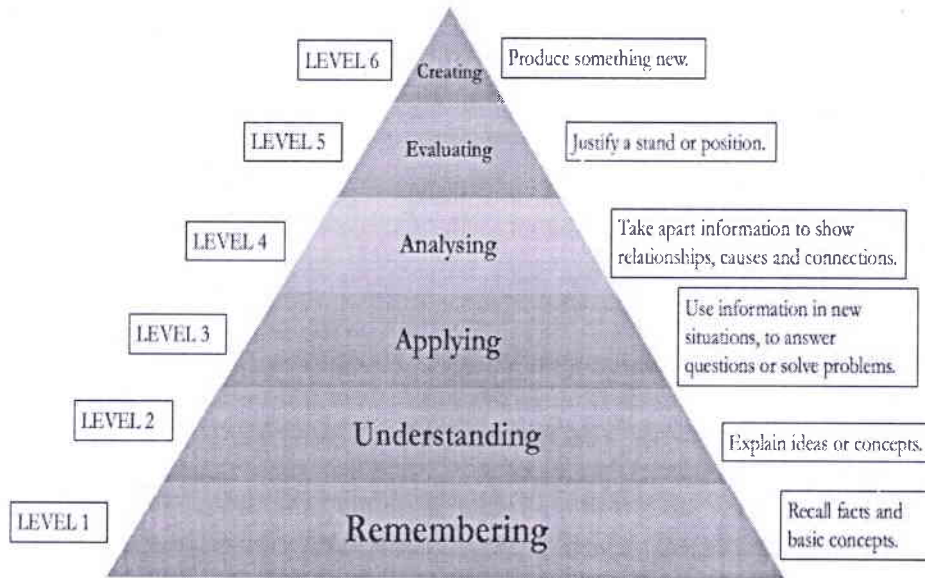 LEVEL 6
Creating
Produce something new.
LEVEL 5
Evaluating
Justify a stand or position.
LEVEL 4
Analysing
Take apart information to show
relationships, causes and connections.
LEVEL 3
Applying
Use information in new
situations, to answer
questions or solve problems.
LEVEL 2
Understanding
Explain ideas or concepts.
LEVEL 1
Remembering
Recall facts and
basic concepts.